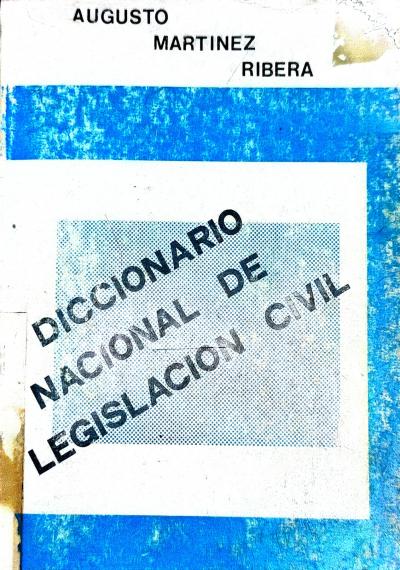 AUGUSTO
MARTINEZ
RIBERA
DICCIONARIO
NACIONAL DE
LEGISLACION CIVIL